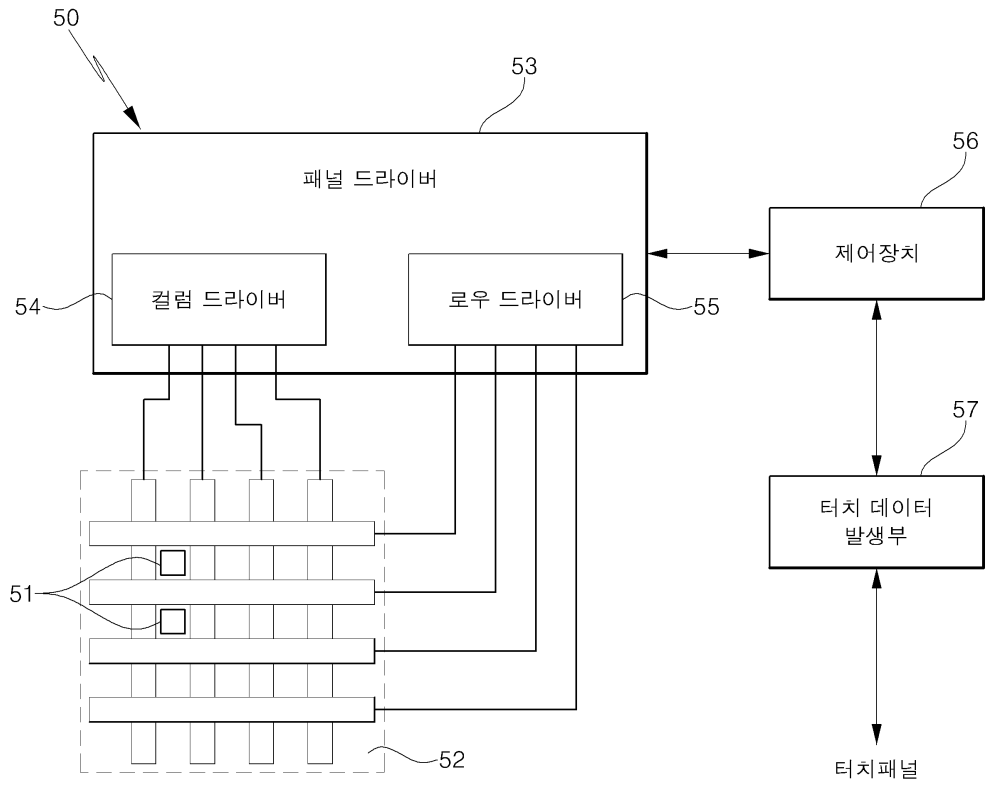 50
53
패널 드라이버
56
제어장치
54
컬럼 드라이버
로우 드라이버
55
57
터치 데이터
발생부
51
52
터치패널